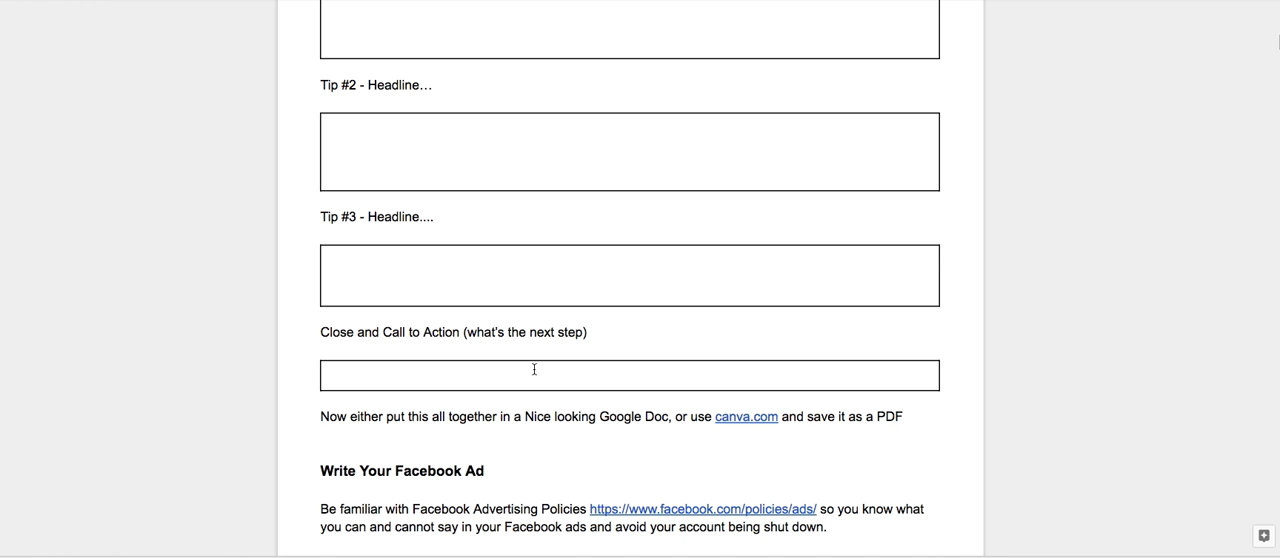 Tip #2 - Headline…
Tip #3 - Headline....
Close and Call to Action (what's the next step)
Now either put this all together in a Nice looking Google Doc, or use canva.com and save it as a PDF
Write Your Facebook Ad
Be familiar with Facebook Advertising Policies https://www.facebook.com/policies/ads/ so you know what
you can and cannot say in your Facebook ads and avoid your account being shut down.